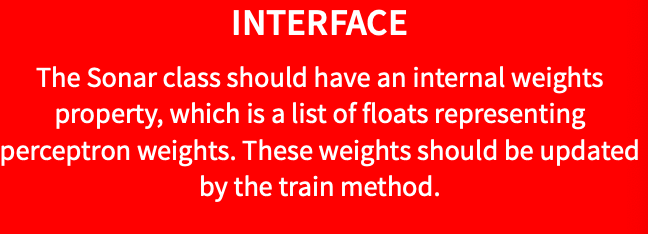 INTERFACE
The Sonar class should have an internal weights
property, which is a list of floats representing
perceptron weights. These weights should be updated
by the train method.